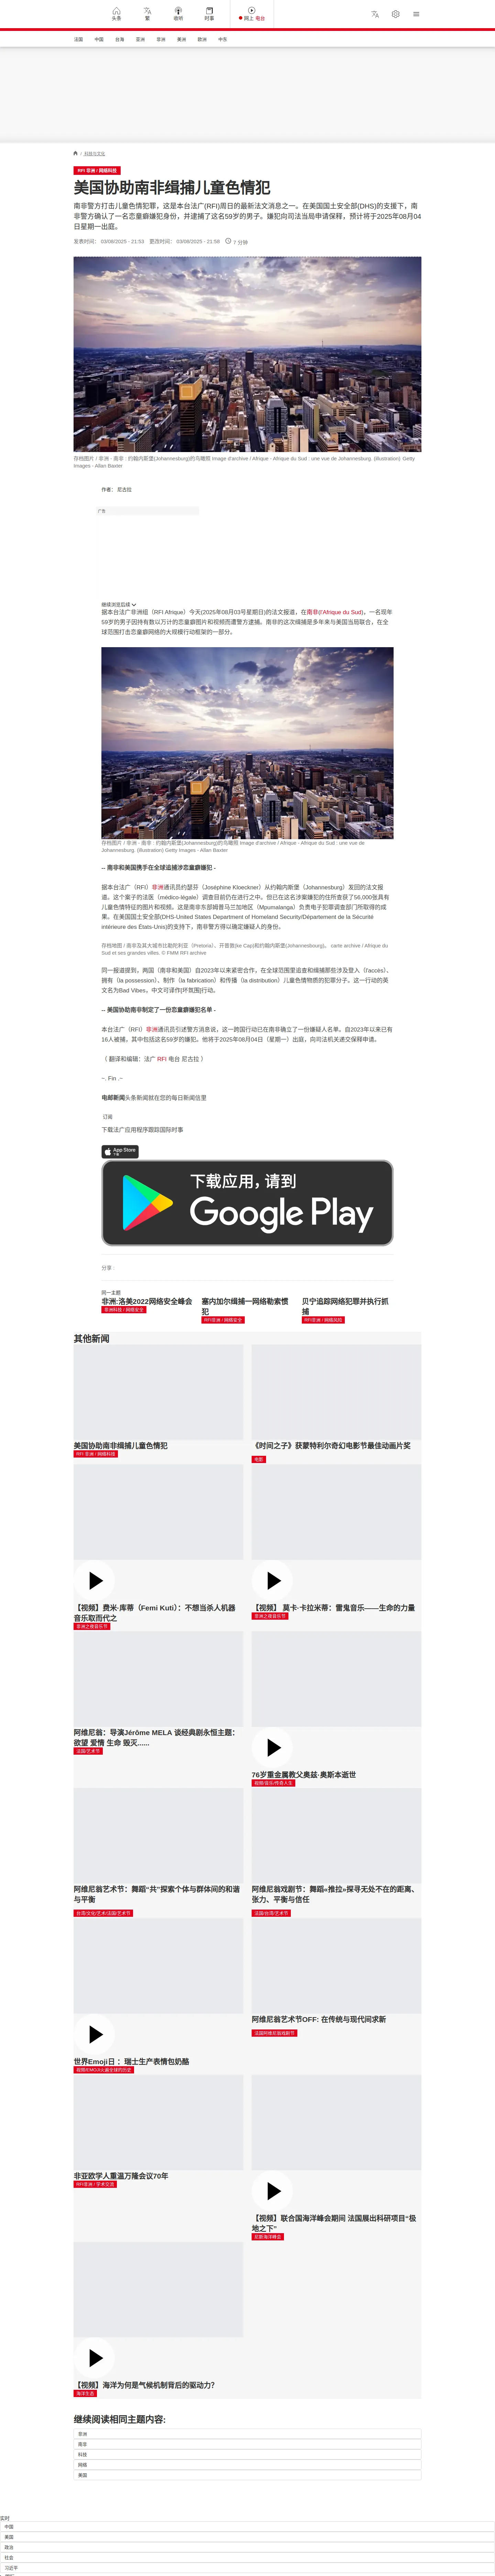 头条
繁
收听
时事
网上 电台
法国
中国
台海
亚洲
非洲
美洲
欧洲
中东
/ 科技与文化
RFI 非洲 / 网络科技
美国协助南非缉捕儿童色情犯
南非警方打击儿童色情犯罪，这是本台法广(RFI)周日的最新法文消息之一。在美国国土安全部(DHS)的支援下，南
非警方确认了一名恋童癖嫌犯身份，并逮捕了这名59岁的男子。嫌犯向司法当局申请保释，预计将于2025年08月04
日星期一出庭。
发表时间： 03/08/2025 - 21:53 更改时间： 03/08/2025 - 21:58 7 分钟
存档图片 / 非洲 - 南非 : 约翰内斯堡(Johannesburg)的鸟瞰照 Image d'archive / Afrique - Afrique du Sud : une vue de Johannesburg. (illustration) Getty
Images - Allan Baxter
作者： 尼古拉
广告
继续浏览后续
据本台法广非洲组（RFI Afrique）今天(2025年08月03号星期日)的法文报道，在南非(l'Afrique du Sud)，一名现年
59岁的男子因持有数以万计的恋童癖图片和视频而遭警方逮捕。南非的这次缉捕是多年来与美国当局联合，在全
球范围打击恋童癖网络的大规模行动框架的一部分。
存档图片 / 非洲 - 南非 : 约翰内斯堡(Johannesburg)的鸟瞰照 Image d'archive / Afrique - Afrique du Sud : une vue de
Johannesburg. (illustration) Getty Images - Allan Baxter
-- 南非和美国携手在全球追捕涉恋童癖嫌犯 -
据本台法广（RFI）非洲通讯员约瑟芬（Joséphine Kloeckner）从约翰内斯堡（Johannesburg）发回的法文报
道。这个案子的法医（médico-légale）调查目前仍在进行之中。他已在在这名涉案嫌犯的住所查获了56,000张具有
儿童色情特征的图片和视频。这是南非东部姆普马兰加地区（Mpumalanga）负责电子犯罪调查部门所取得的成
果。在美国国土安全部(DHS-United States Department of Homeland Security/Département de la Sécurité
intérieure des États-Unis)的支持下，南非警方得以确定嫌疑人的身份。
存档地图 / 南非及其大城市比勒陀利亚（Pretoria）、开普敦(lie Cap)和约翰内斯堡(Johannessbourg)。 carte archive / Afrique du
Sud et ses grandes villes. © FMM RFI archive
同一报道提到，两国（南非和美国）自2023年以来紧密合作，在全球范围里追查和缉捕那些涉及登入（l'accès）、
拥有（la possession）、制作（la fabrication）和传播（la distribution）儿童色情物质的犯罪分子。这一行动的英
文名为Bad Vibes，中文可译作[坏氛围]行动。
-- 美国协助南非制定了一份恋童癖嫌犯名单 -
本台法广（RFI）非洲通讯员引述警方消息说，这一跨国行动已在南非确立了一份嫌疑人名单。自2023年以来已有
16人被逮捕，其中包括这名59岁的嫌犯。他将于2025年08月04日（星期一）出庭，向司法机关递交保释申请。
（ 翻译和编辑：法广 RFI 电台 尼古拉 ）
~. Fin .~
电邮新闻头条新闻就在您的每日新闻信里
订阅
下载法广应用程序跟踪国际时事
App Store
下载应用，请到
Google Play
分享 :
同一主题
非洲:洛美2022网络安全峰会
非洲科技 / 网络安全
塞内加尔缉捕一网络勒索惯
犯
RFI非洲 / 网络安全
贝宁追踪网络犯罪并执行抓
捕
RFI非洲 / 网络风险
其他新闻
美国协助南非缉捕儿童色情犯
RFI 非洲 / 网络科技
《时间之子》获蒙特利尔奇幻电影节最佳动画片奖
电影
【视频】费米·库蒂（Femi Kuti）：不想当杀人机器
音乐取而代之
非洲之夜音乐节
【视频】 莫卡·卡拉米蒂：雷鬼音乐——生命的力量
非洲之夜音乐节
阿维尼翁：导演Jérôme MELA 谈经典剧永恒主题：
欲望 爱情 生命 毁灭......
法国/艺术节
76岁重金属教父奥兹·奥斯本逝世
视频/音乐/传奇人生
阿维尼翁艺术节：舞蹈“共”探索个体与群体间的和谐
与平衡
台湾/文化/艺术/法国/艺术节
阿维尼翁戏剧节：舞蹈«推拉»探寻无处不在的距离、
张力、平衡与信任
法国/台湾/艺术节
世界Emoji日 ：瑞士生产表情包奶酪
视频/EMOJI/火遍全球的历史
阿维尼翁艺术节OFF: 在传统与现代间求新
法国阿维尼翁戏剧节
非亚欧学人重温万隆会议70年
RFI非洲 / 学术交流
【视频】联合国海洋峰会期间 法国展出科研项目“极
地之下”
尼斯海洋峰会
【视频】海洋为何是气候机制背后的驱动力？
海洋生态
继续阅读相同主题内容:
非洲
南非
科技
网络
美国
实时
中国
美国
政治
社会
习近平